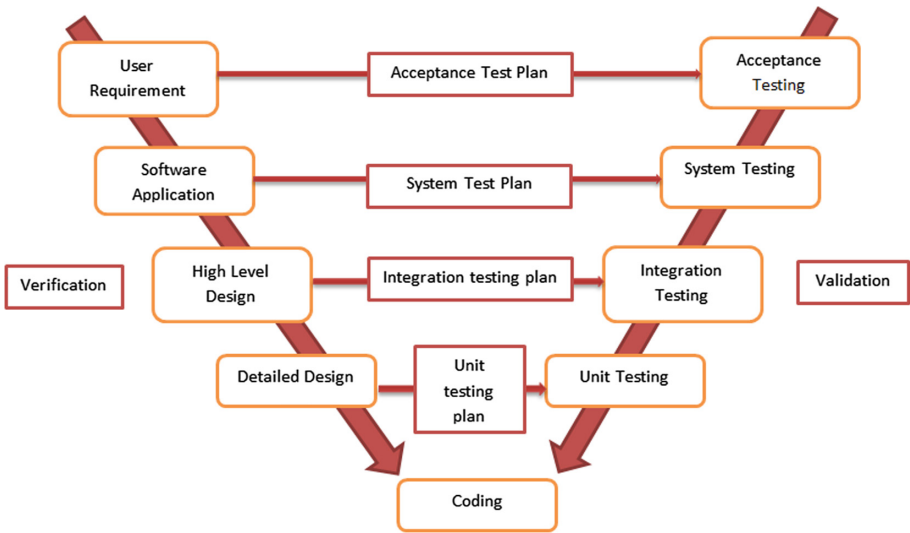 User
Requirement
Acceptance Test Plan
Acceptance
Testing
Software
Application
System Test Plan
System Testing
Verification
High Level
Design
Integration testing plan
Integration
Testing
Validation
Detailed Design
Unit
testing
plan
Unit Testing
Coding